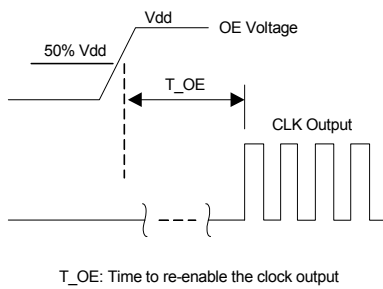 Vdd
OE Voltage
50% Vdd
T_OE
CLK Output
T_OE: Time to re-enable the clock output